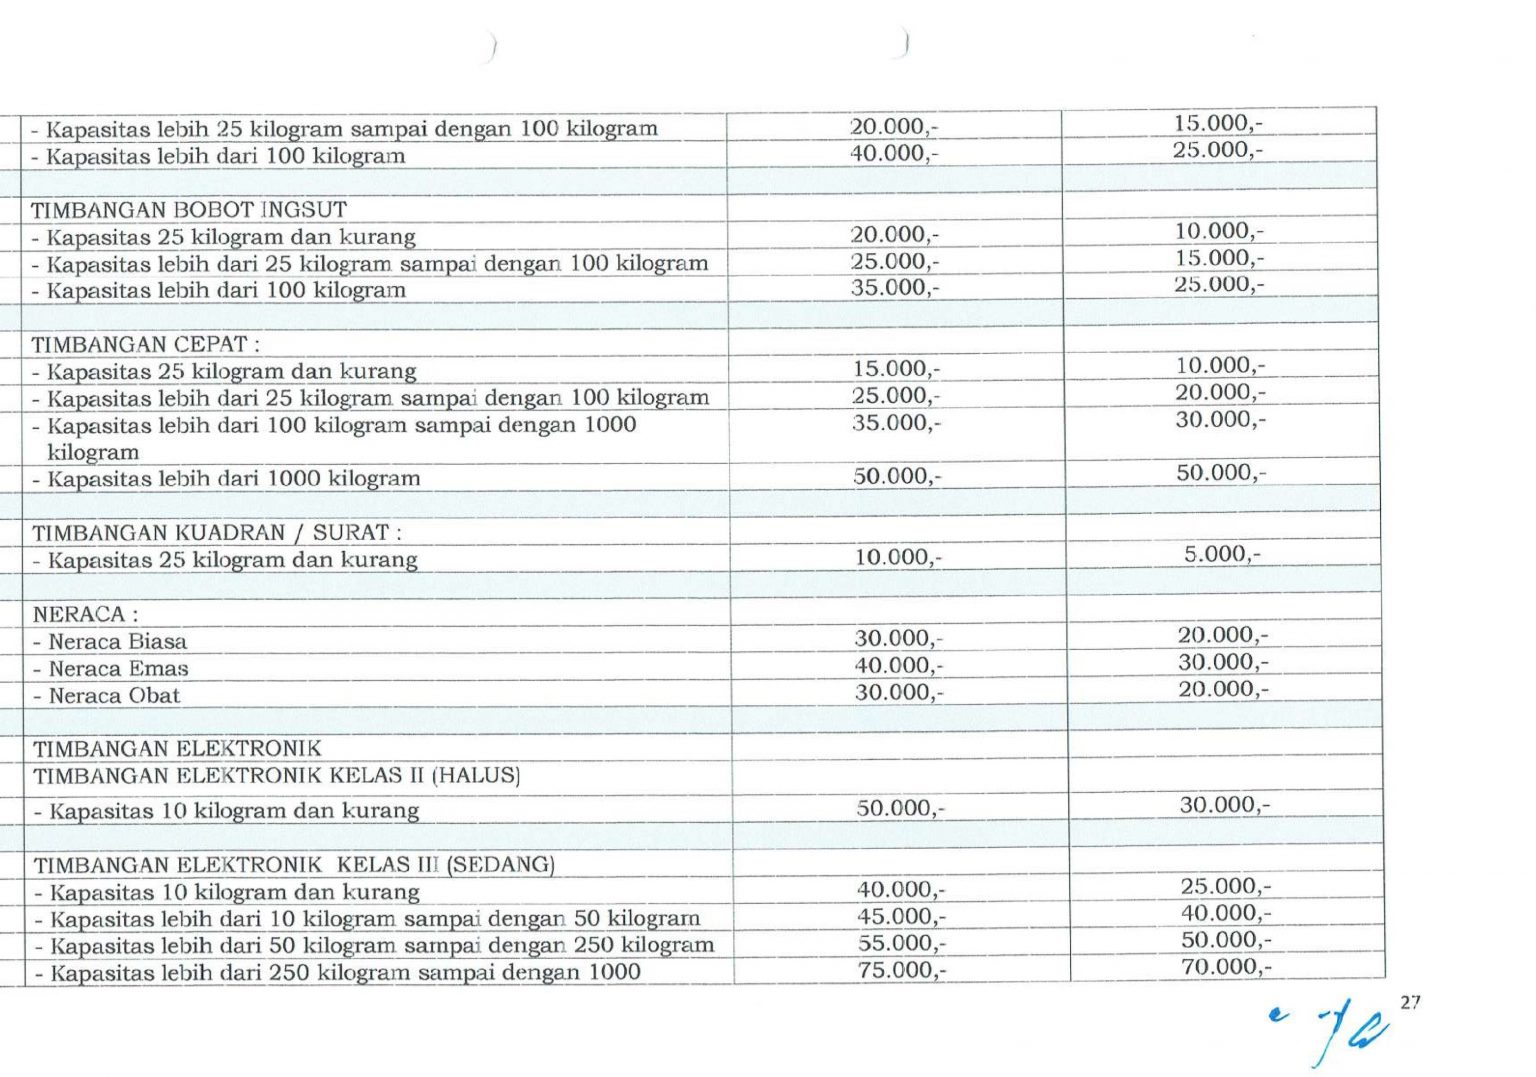 - Kapasitas lebih 25 kilogram sampai dengan 100 kilogram 20.000,- 15.000,-
- Kapasitas lebih dari 100 kilogram 40.000,- 25.000,-
TIMBANGAN BOBOT INGSUT
- Kapasitas 25 kilogram dan kurang 20.000,- 10.000,-
- Kapasitas lebih dari 25 kilogram sampai dengan 100 kilogram 25.000,- 15.000,-
- Kapasitas lebih dari 100 kilogram 35.000,- 25.000,-
TIMBANGAN CEPAT :
- Kapasitas 25 kilogram dan kurang 15.000,- 10.000,-
- Kapasitas lebih dari 25 kilogram sampai dengan 100 kilogram 25.000,- 20.000,-
- Kapasitas lebih dari 100 kilogram sampai dengan 1000 35.000,- 30.000,-
kilogram
- Kapasitas lebih dari 1000 kilogram 50.000,- 50.000,-
TIMBANGAN KUADRAN / SURAT :
- Kapasitas 25 kilogram dan kurang 10.000,- 5.000,-
NERACA :
- Neraca Biasa 30.000,- 20.000,-
- Neraca Emas 40.000,- 30.000,-
- Neraca Obat 30.000,- 20.000,-
TIMBANGAN ELEKTRONIK
TIMBANGAN ELEKTRONIK KELAS II (HALUS)
- Kapasitas 10 kilogram dan kurang 50.000,- 30.000,-
TIMBANGAN ELEKTRONIK KELAS III (SEDANG)
- Kapasitas 10 kilogram dan kurang 40.000,- 25.000,-
- Kapasitas lebih dari 10 kilogram sampai dengan 50 kilogram 45.000,- 40.000,-
- Kapasitas lebih dari 50 kilogram sampai dengan 250 kilogram 55.000,- 50.000,-
- Kapasitas lebih dari 250 kilogram sampai dengan 1000 75.000,- 70.000,-
27